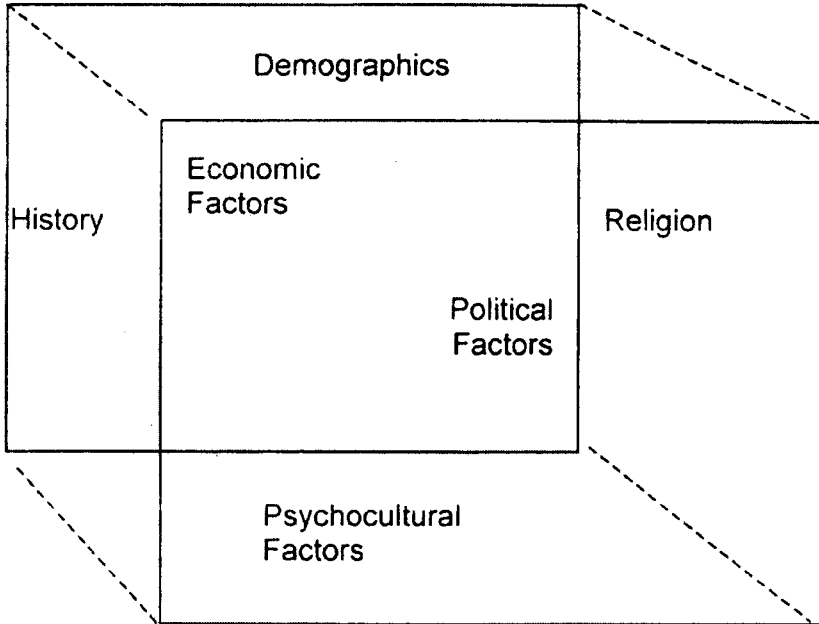 Demographics
Economic
Factors
History
Religion
Political
Factors
Psychocultural
Factors